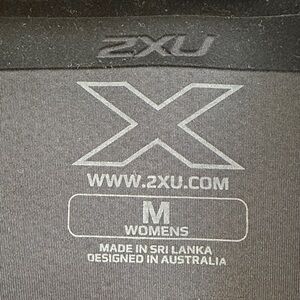 2XU
WWW.2XU.COM
M
WOMENS
MADE IN SRI LANKA
DESIGNED IN AUSTRALIA